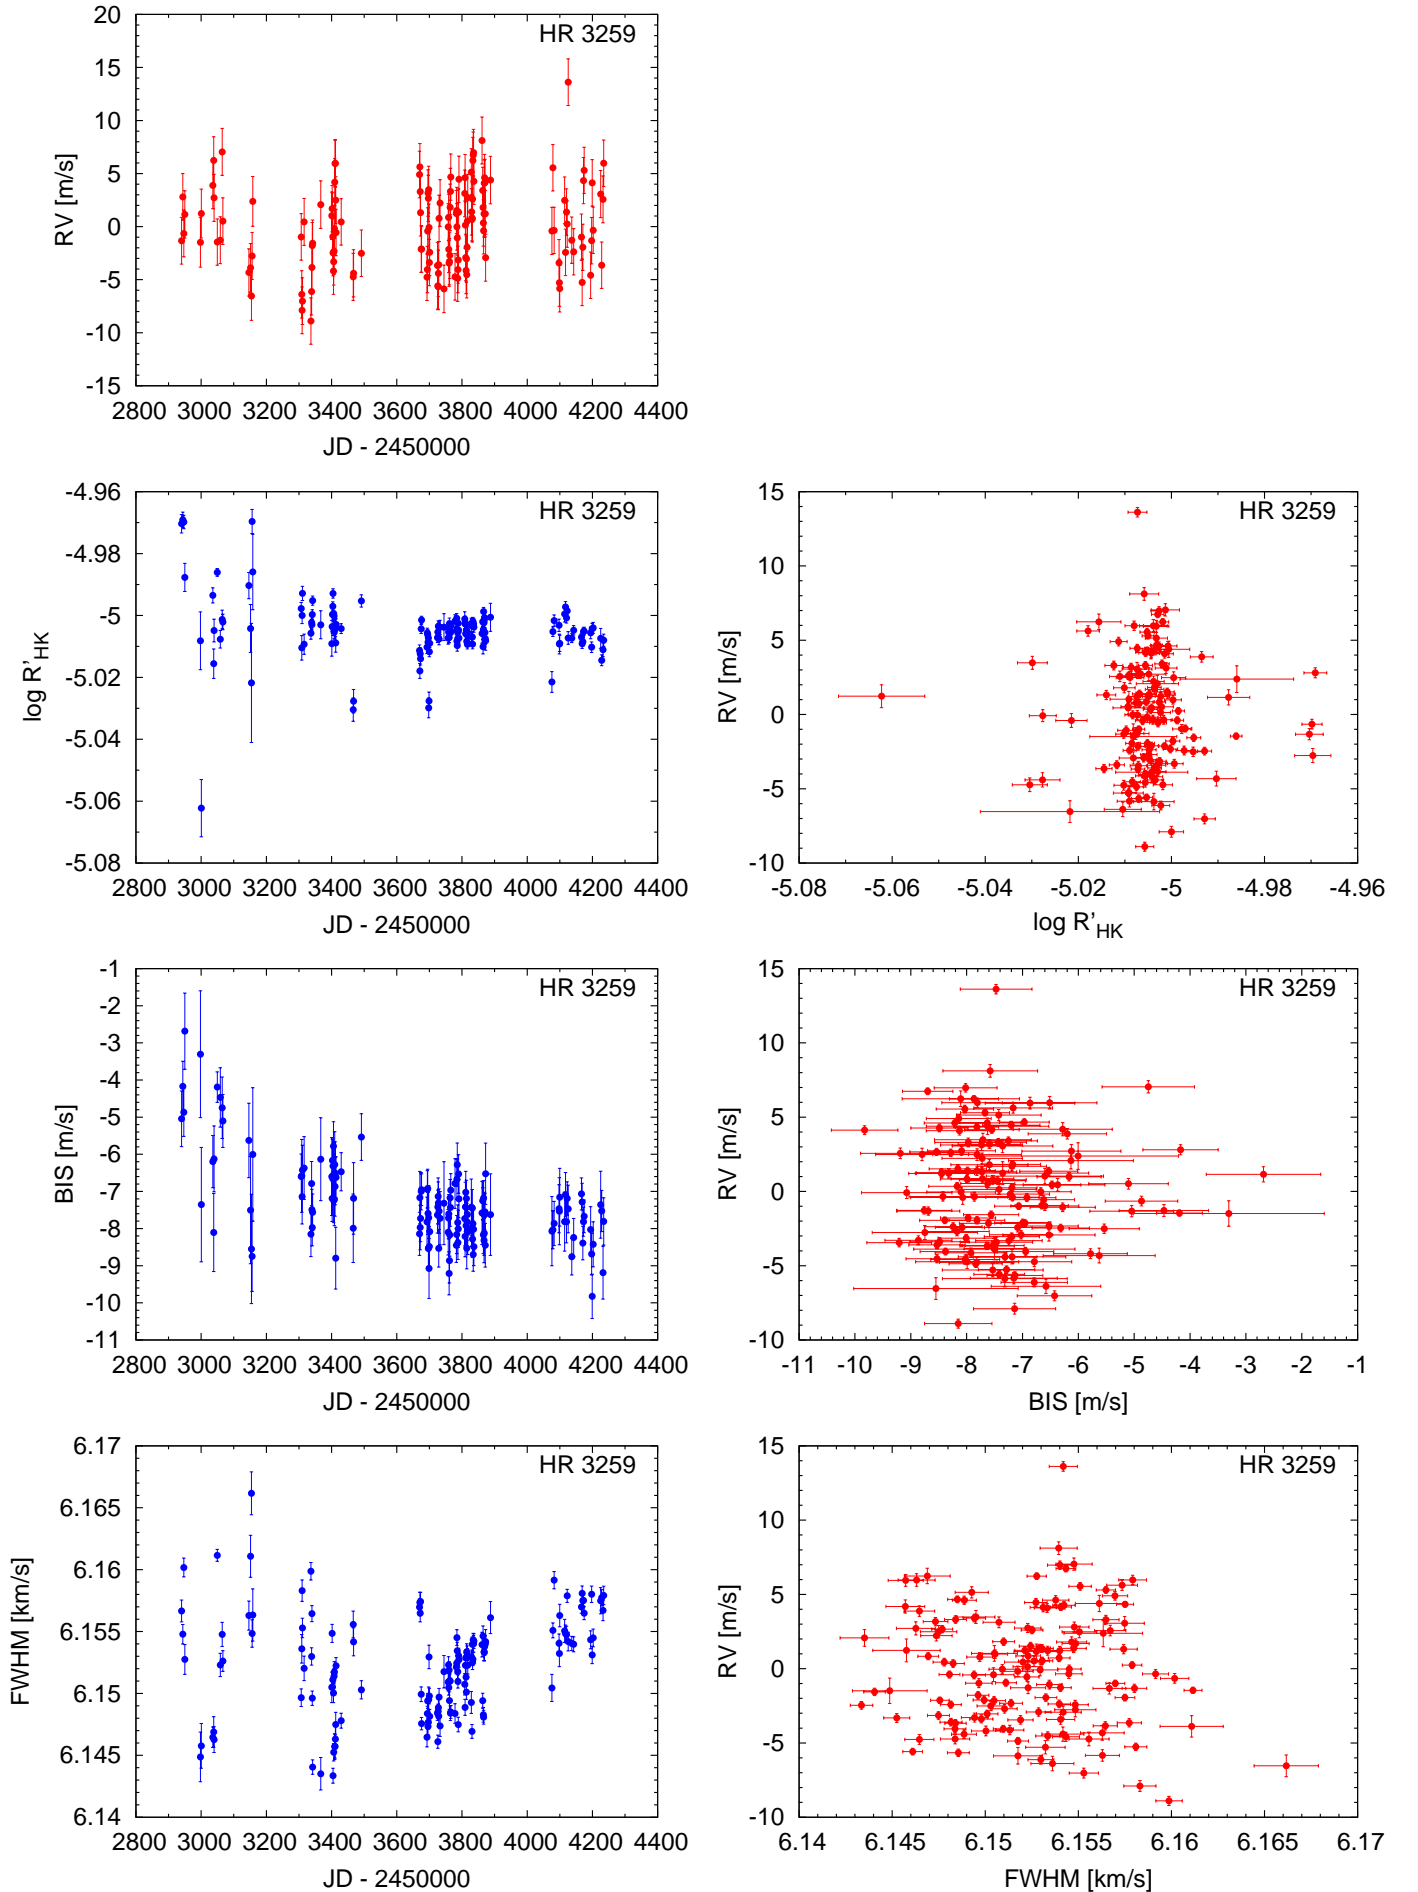 HR 3259
RV [m/s]
20
15
10
5
0
-5
-10
-15
2800 3000 3200 3400 3600 3800 4000 4200 4400
JD - 2450000
HR 3259
log R'HK
-4.96
-4.98
-5
-5.02
-5.04
-5.06
-5.08
2800 3000 3200 3400 3600 3800 4000 4200 4400
JD - 2450000
HR 3259
RV [m/s]
15
10
5
0
-5
-10
-5.08 -5.06 -5.04 -5.02 -5 -4.98 -4.96
log R'HK
HR 3259
BIS [m/s]
-1
-2
-3
-4
-5
-6
-7
-8
-9
-10
-11
2800 3000 3200 3400 3600 3800 4000 4200 4400
JD - 2450000
HR 3259
RV [m/s]
15
10
5
0
-5
-10
-11 -10 -9 -8 -7 -6 -5 -4 -3 -2 -1
BIS [m/s]
HR 3259
FWHM [km/s]
6.17
6.165
6.16
6.155
6.15
6.145
6.14
2800 3000 3200 3400 3600 3800 4000 4200 4400
JD - 2450000
HR 3259
RV [m/s]
15
10
5
0
-5
-10
6.14 6.145 6.15 6.155 6.16 6.165 6.17
FWHM [km/s]